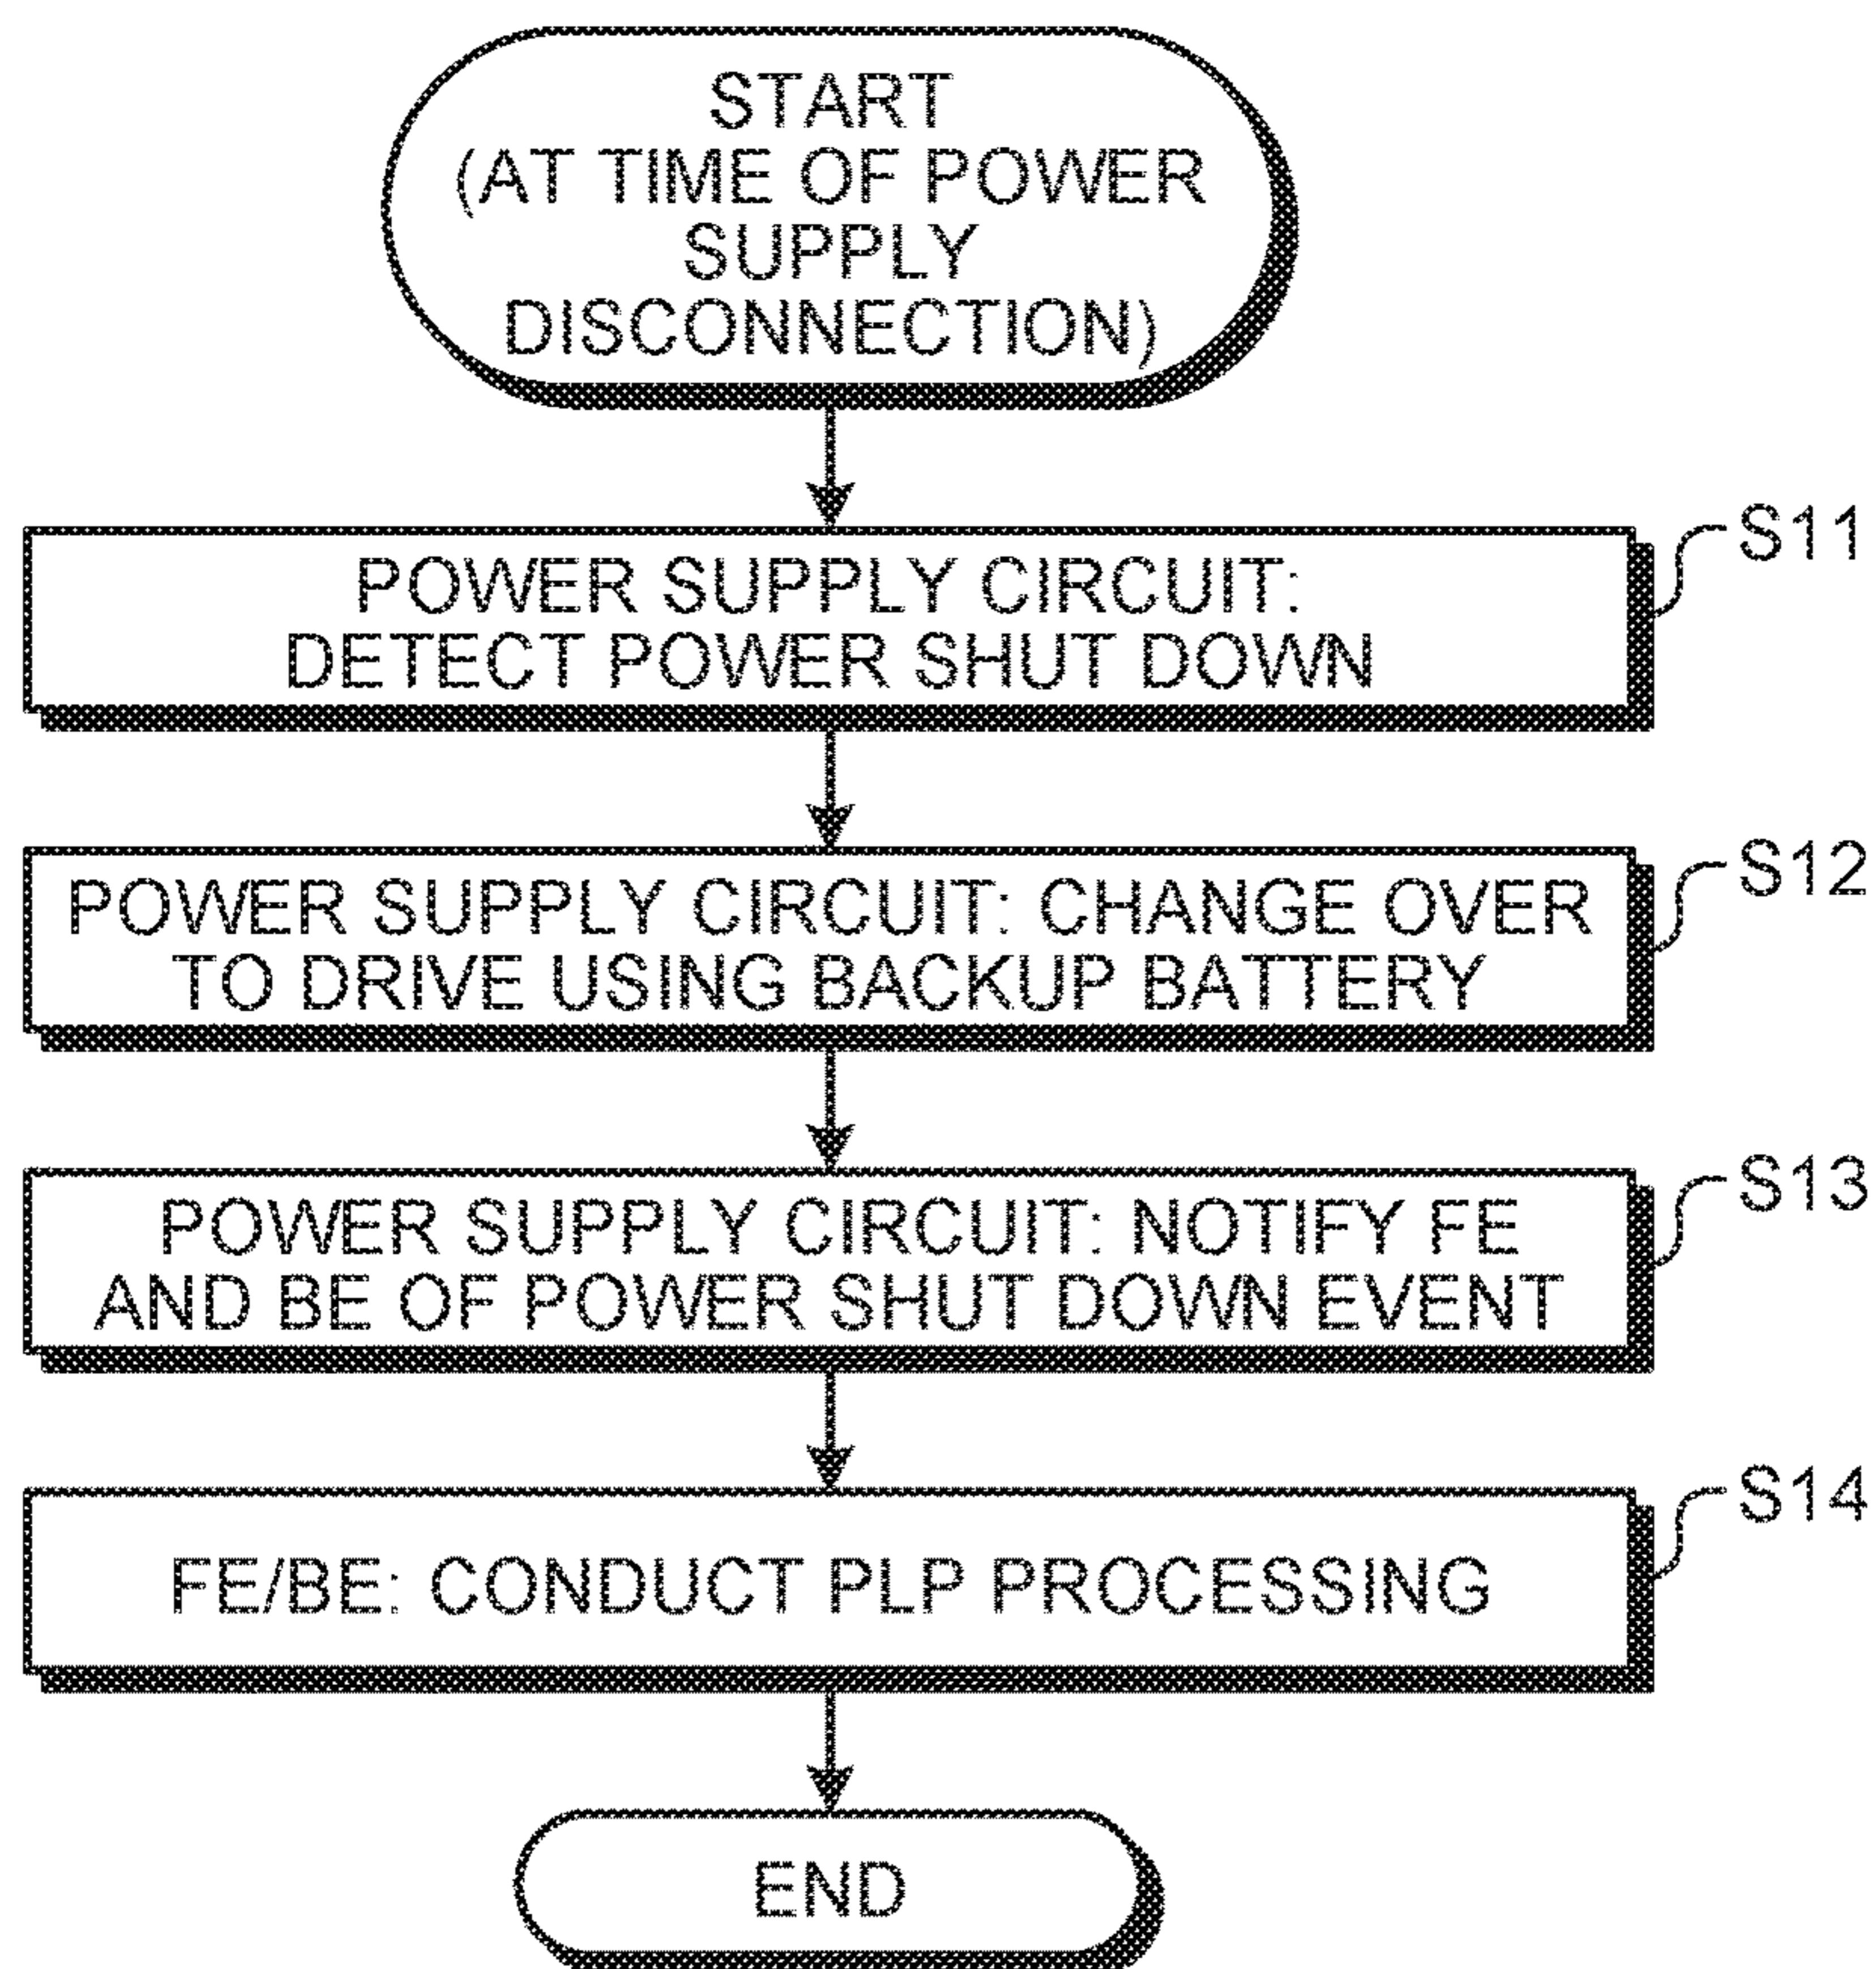 START
(AT TIME OF POWER
SUPPLY
DISCONNECTION)
S11
POWER SUPPLY CIRCUIT:
DETECT POWER SHUT DOWN
S12
POWER SUPPLY CIRCUIT: CHANGE OVER
TO DRIVE USING BACKUP BATTERY
S13
POWER SUPPLY CIRCUIT: NOTIFY FE
AND BE OF POWER SHUT DOWN EVENT
S14
FE/BE: CONDUCT PLP PROCESSING
END